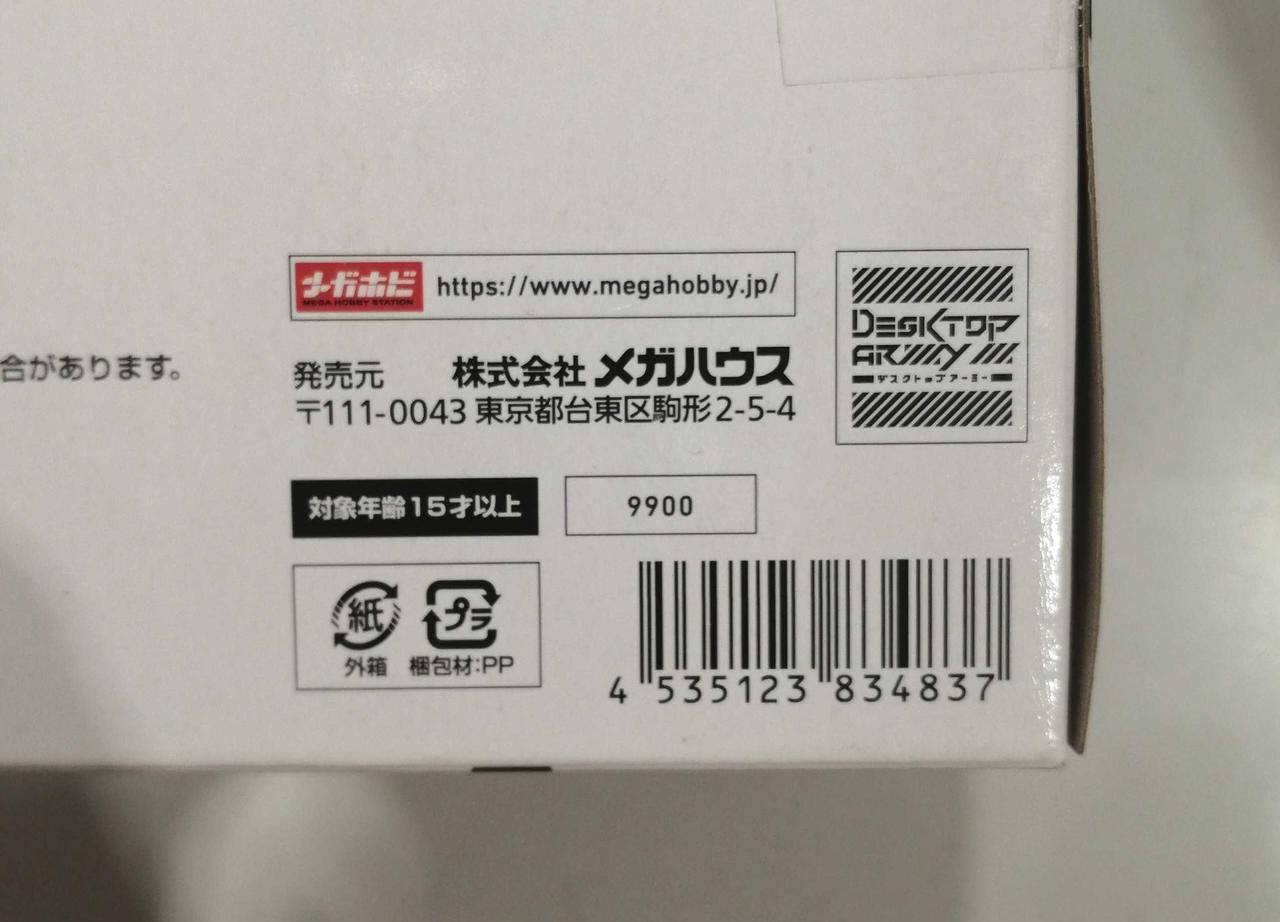 合があります。
メガホビ
MEGA HOBBY STATION
https://www.megahobby.jp/
発売元 株式会社 メガハウス
〒111-0043 東京都台東区駒形2-5-4
DESKTOP
ARMY
デスクトップアーミー
対象年齢15才以上
9900
紙
外箱
プラ
梱包材:PP
4 535123 834837